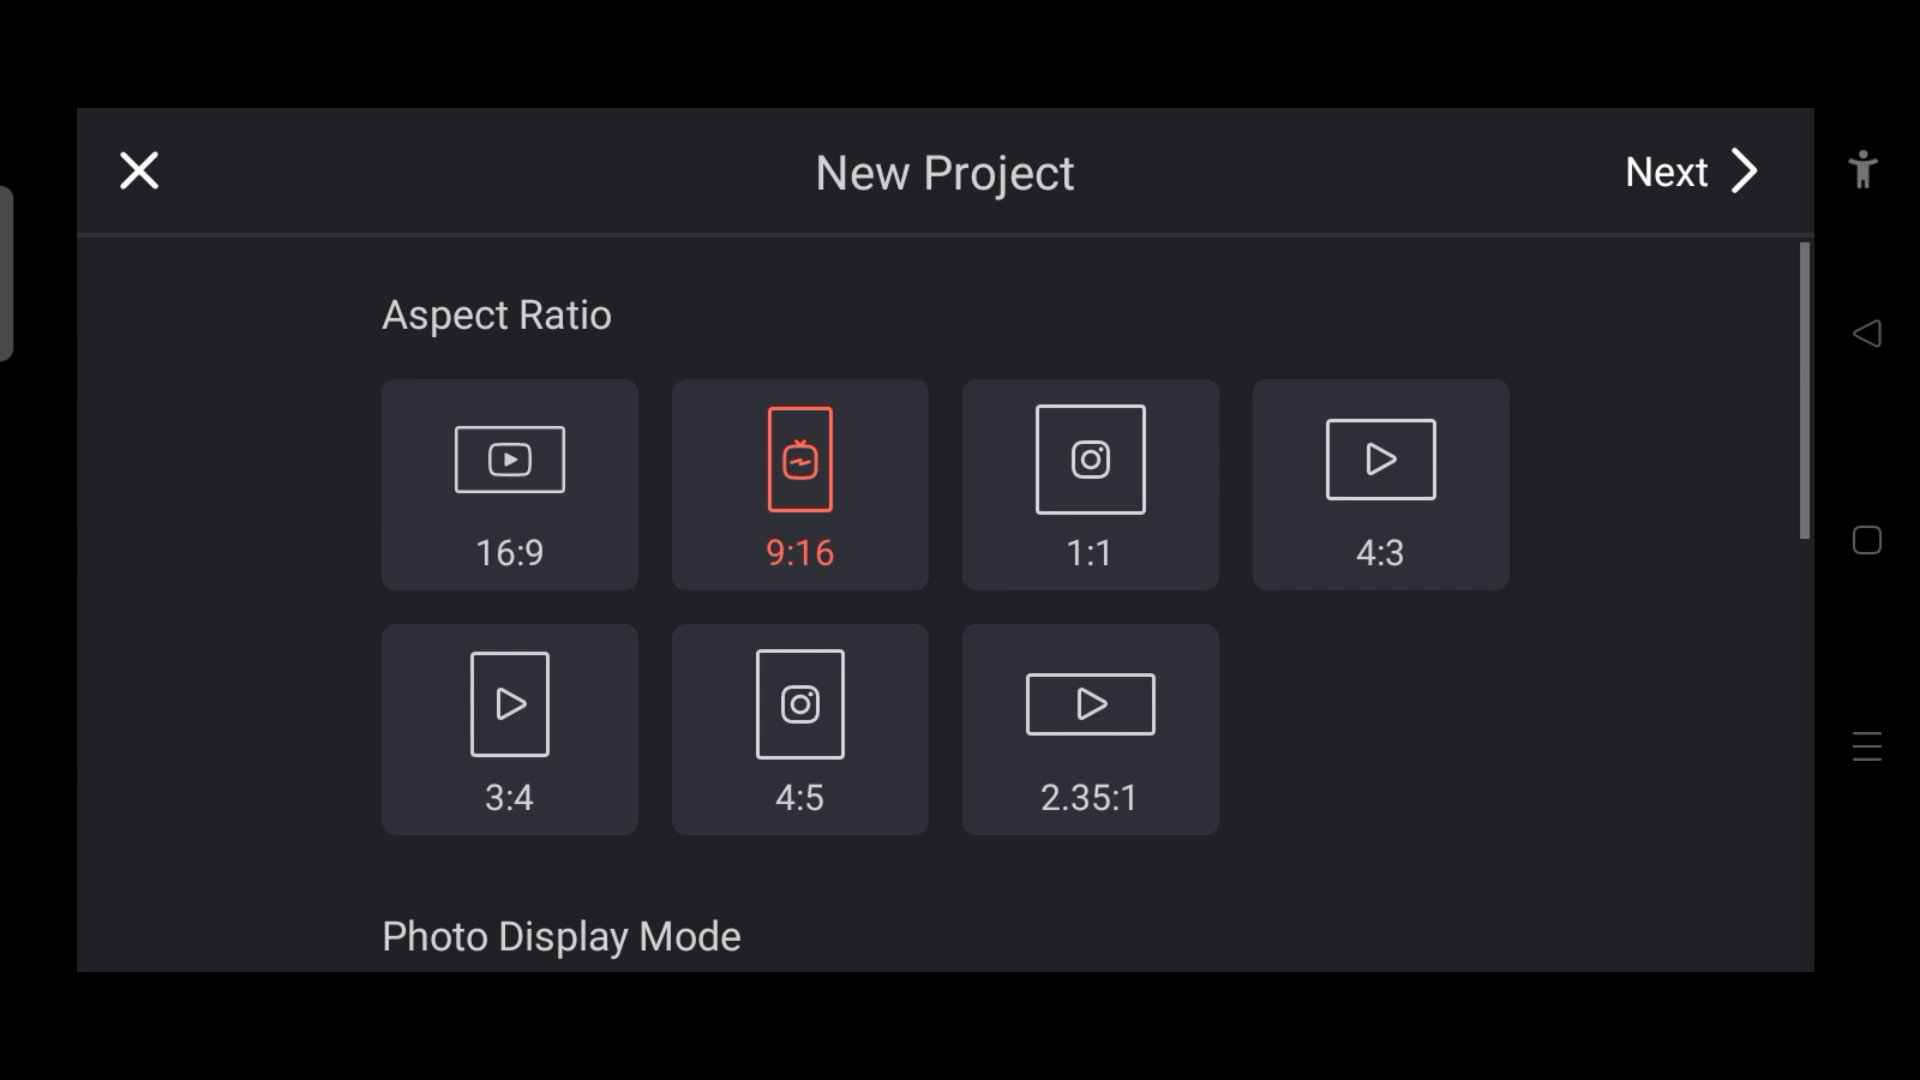 New Project
Next
Aspect Ratio
16:9
9:16
1:1
4:3
3:4
4:5
2.35:1
Photo Display Mode